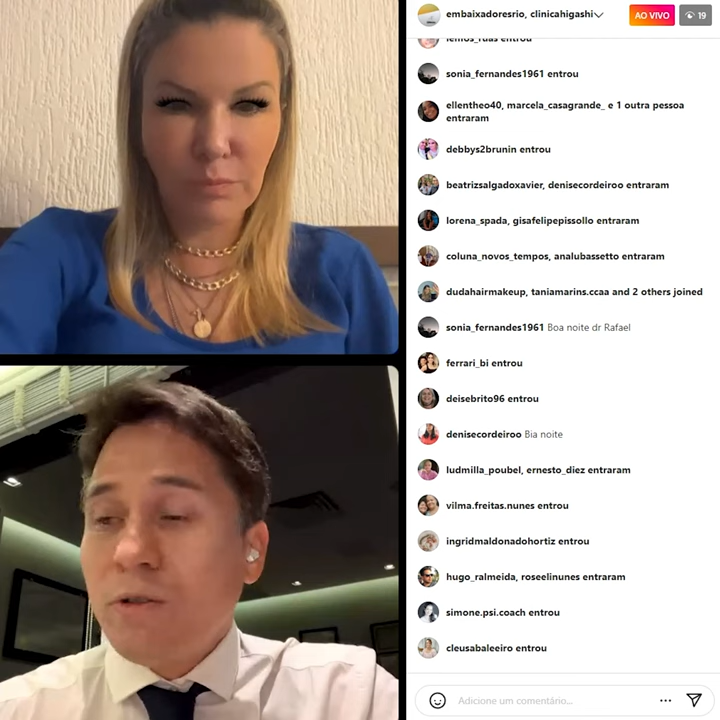 embaixadoresrio, clinicahigashi
AO VIVO
19
lemos_ruas entrou
sonia_fernandes1961 entrou
ellentheo40, marcela_casagrande_ e 1 outra pessoa
entraram
debbys2brunin entrou
beatrizsalgadoxavier, denisecordeiroo entraram
lorena_spada, gisafelipepissollo entraram
coluna_novos_tempos, analubassetto entraram
dudahairmakeup, taniamarins.ccaa and 2 others joined
sonia_fernandes1961 Boa noite dr Rafael
ferrari_bi entrou
deisebrito96 entrou
denisecordeiroo Bia noite
ludmilla_poubel, ernesto_diez entraram
vilma.freitas.nunes entrou
ingridmaldonadohortiz entrou
hugo_ralmeida, roseelinunes entraram
simone.psi.coach entrou
cleusabaleeiro entrou
Adicione um comentário...